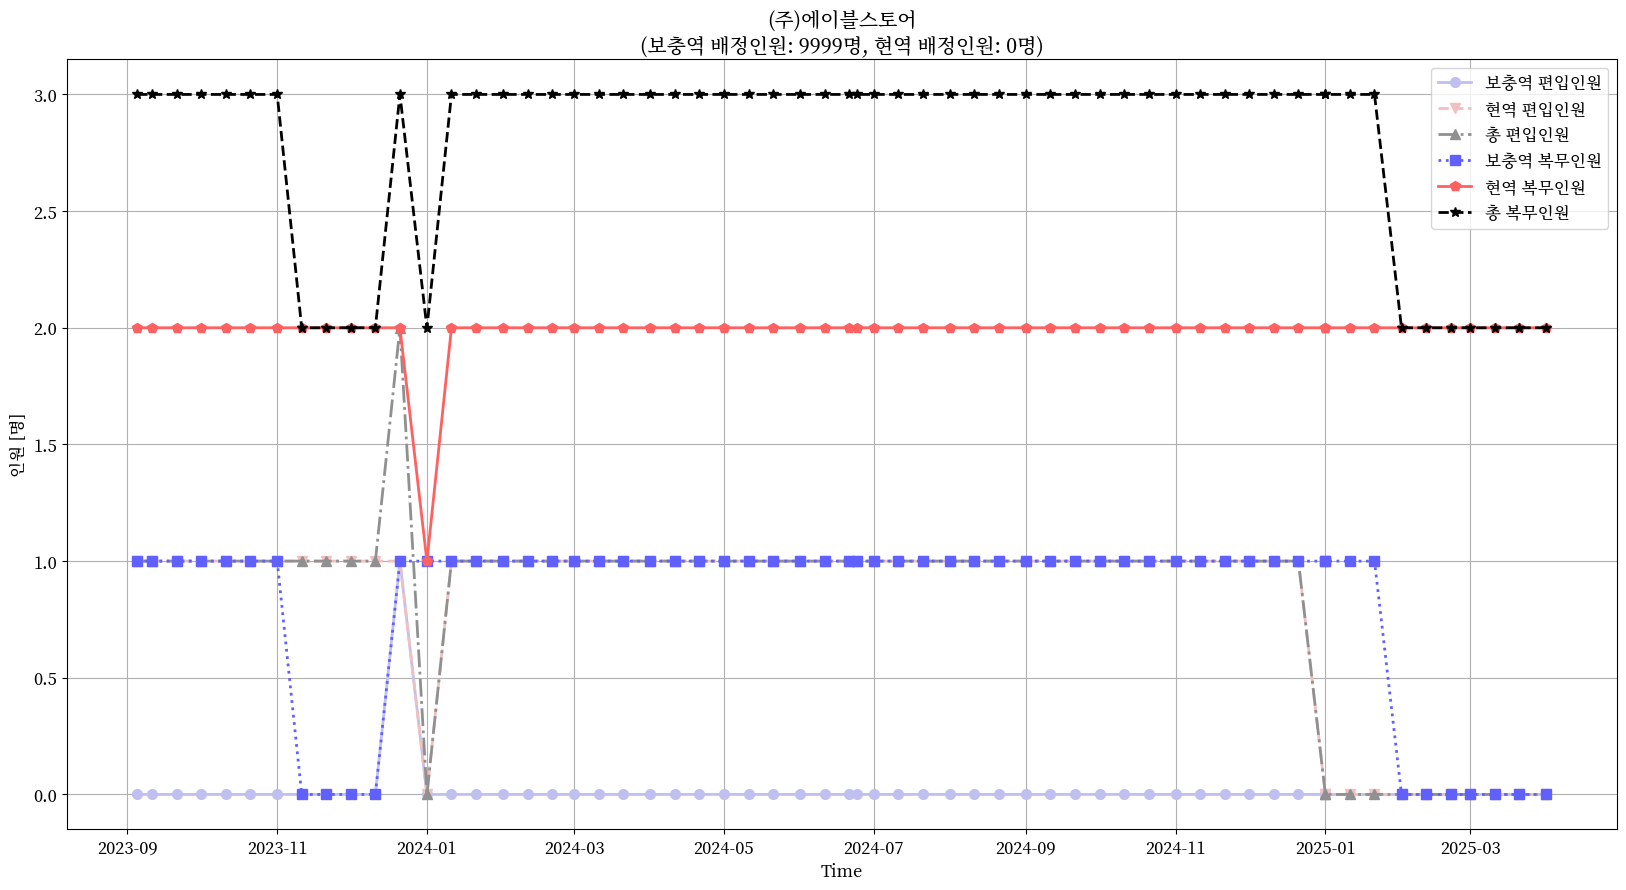 (주)에이블스토어
(보충역 배정인원: 9999명, 현역 배정인원: 0명)
보충역 편입인원
현역 편입인원
총 편입인원
보충역 복무인원
현역 복무인원
총 복무인원
인원 [명]
3.0
2.5
2.0
1.5
1.0
0.5
0.0
2023-09 2023-11 2024-01 2024-03 2024-05 2024-07 2024-09 2024-11 2025-01 2025-03
Time